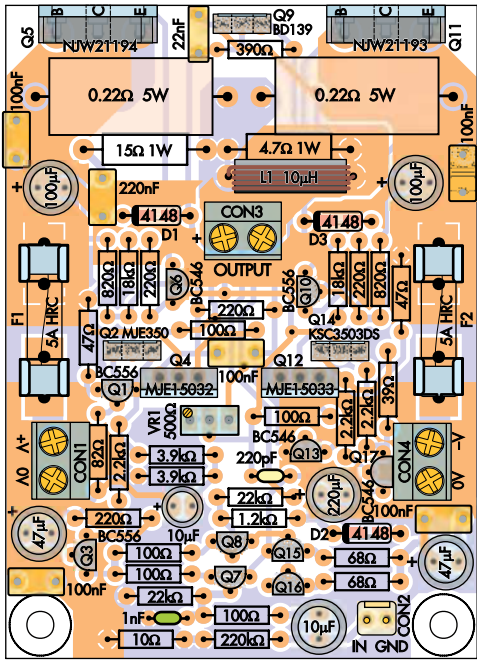 Q5
B C E
NJW21194
22nF
Q9
BD139
390Ω
B C E
NJW21193
Q11
100nF
0.22Ω 5W
0.22Ω 5W
100nF
15Ω 1W
4.7Ω 1W
+
100µF
220nF
L1 10µH
+
100µF
4148
D1
CON3
+
OUTPUT
4148
D3
F1
5A HRC
820Ω
18kΩ
220Ω
Q6
BC546
BC556
Q10
18kΩ
220Ω
820Ω
47Ω
5A HRC
F2
220Ω
100Ω
47Ω
Q2 MJE350
Q14
KSC3503DS
BC556
Q1
Q4
MJE15032
100nF
Q12
MJE15033
39Ω
V+
0V
CON1
82Ω
2.2kΩ
VR1
500Ω
100Ω
2.2kΩ
2.2kΩ
BC546
Q13
Q17
BC546
CON4
V–
0V
3.9kΩ
3.9kΩ
220pF
+
47µF
220Ω
BC556
Q3
+
10µF
22kΩ
1.2kΩ
+
220µF
100nF
D2
4148
100Ω
100Ω
Q8
Q7
Q15
Q16
68Ω
68Ω
+
47µF
100nF
22kΩ
1nF
100Ω
10Ω
220kΩ
+
10µF
CON2
IN GND